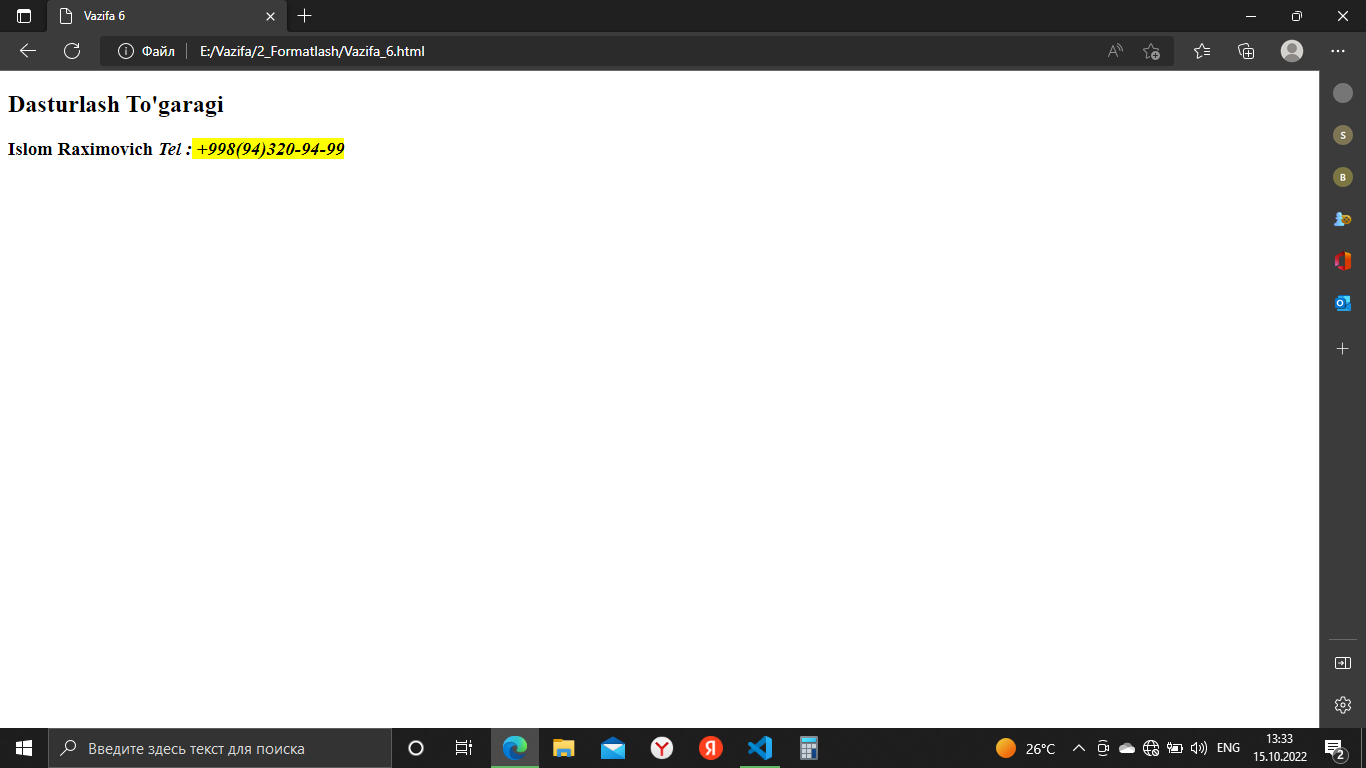 Vazifa 6
Файл E:/Vazifa/2_Formatlash/Vazifa_6.html
Dasturlash To'garagi
Islom Raximovich Tel : +998(94)320-94-99
S
B
Введите здесь текст для поиска
26°C
ENG
13:33
15.10.2022
2